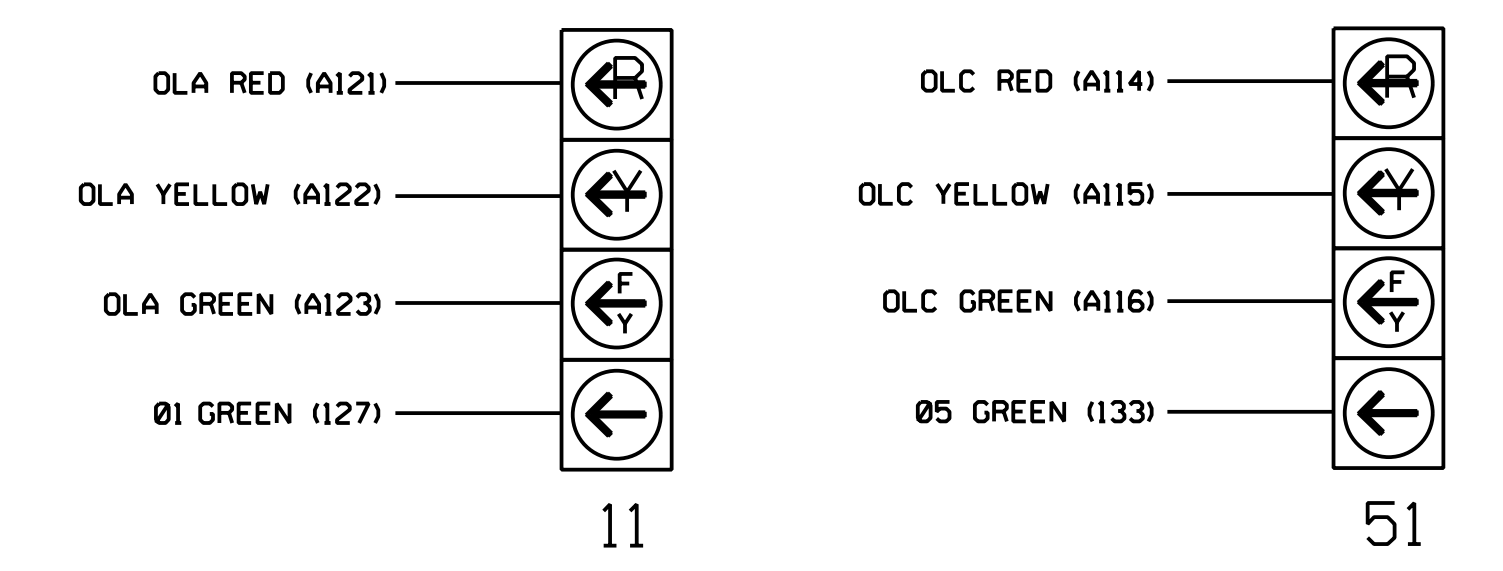 OLA RED (A121)
R
OLA YELLOW (A122)
Y
OLA GREEN (A123)
F
Y
Ø1 GREEN (127)
11
OLC RED (A114)
R
OLC YELLOW (A115)
Y
OLC GREEN (A116)
F
Y
Ø5 GREEN (133)
51